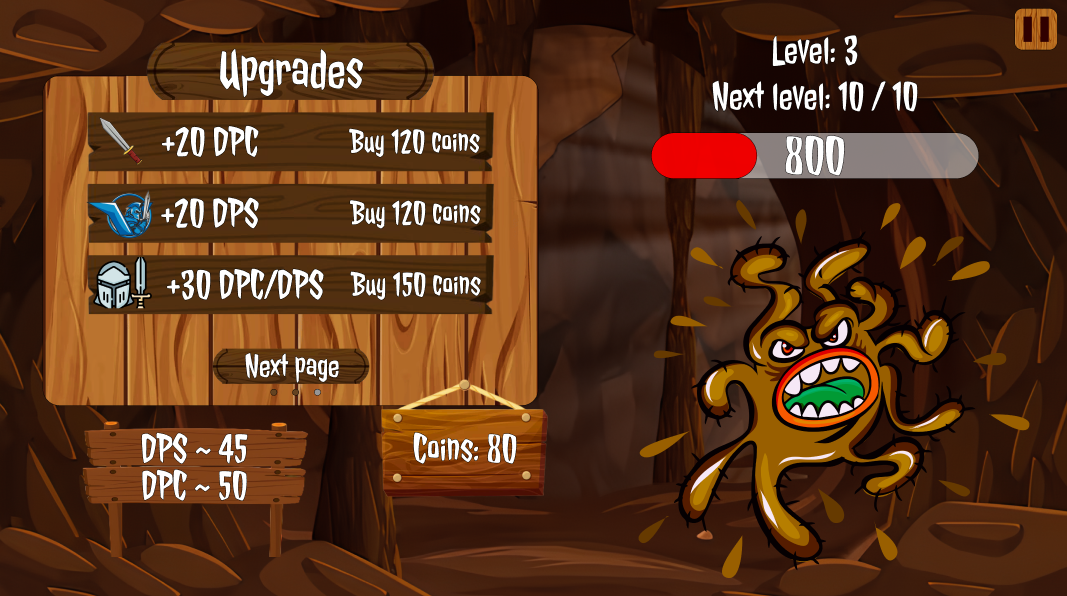 Upgrades
+20 DPC Buy 120 coins
+20 DPS Buy 120 coins
+30 DPC/DPS Buy 150 coins
Next page
DPS ~ 45
DPC ~ 50
Coins: 80
Level: 3
Next level: 10 / 10
800